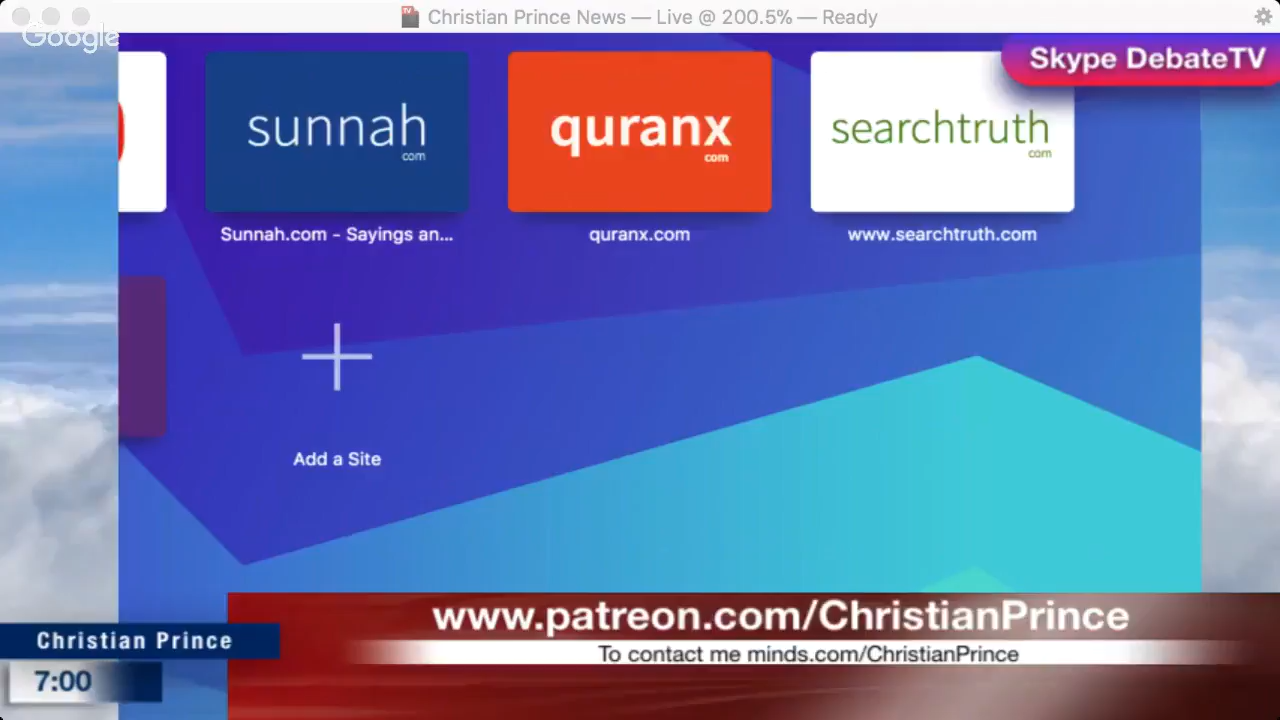 Christian Prince News — Live @ 200.5% — Ready
Google
Skype DebateTV
sunnah
com
quranx
com
searchtruth
com
Sunnah.com - Sayings an...
quranx.com
www.searchtruth.com
Add a Site
www.patreon.com/ChristianPrince
To contact me minds.com/ChristianPrince
Christian Prince
7:00